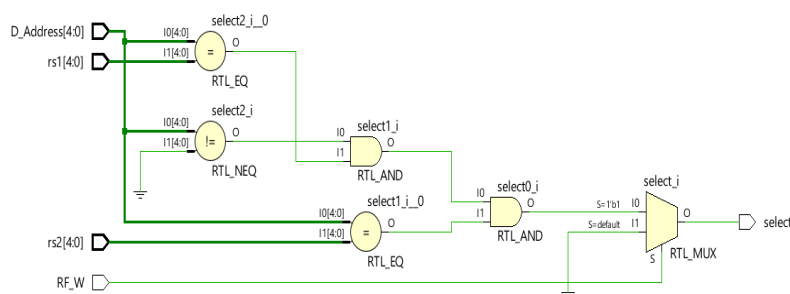 select2_i__0
D_Address[4:0]
I0[4:0]
O
=
rs1[4:0]
I1[4:0]
RTL_EQ
select2_i
I0[4:0]
O
!=
I1[4:0]
RTL_NEQ
select1_i
I0
O
I1
RTL_AND
select1_i__0
I0[4:0]
O
=
rs2[4:0]
I1[4:0]
RTL_EQ
select0_i
I0
O
I1
RTL_AND
select_i
S=1'b1
I0
O
S=default
I1
S
RTL_MUX
select
RF_W